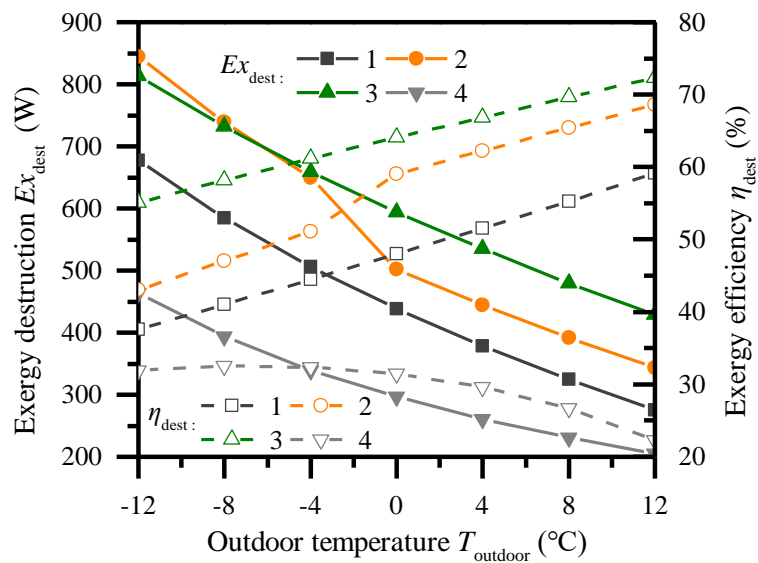 900
800
700
600
500
400
300
200
Exergy destruction Ex_dest (W)
Ex_dest : 1 2
3 4
η_dest : 1 2
3 4
80
70
60
50
40
30
20
Exergy efficiency η_dest (%)
-12 -8 -4 0 4 8 12
Outdoor temperature T_outdoor (°C)